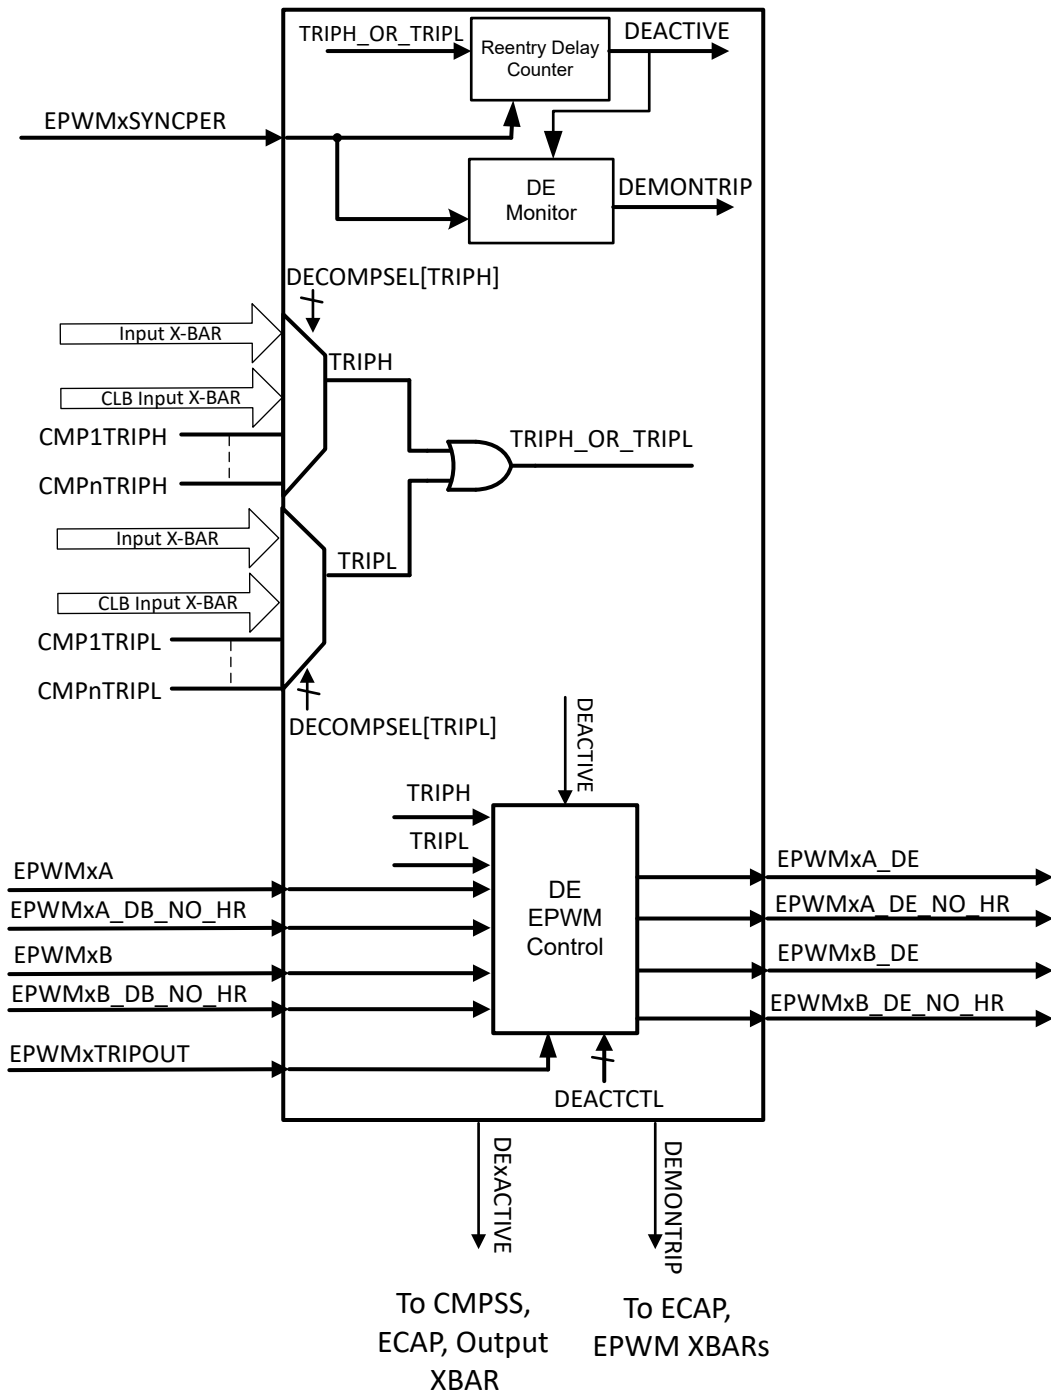 TRIPH_OR_TRIPL
Reentry Delay
Counter
DEACTIVE
EPWMxSYNCPER
DE
Monitor
DEMONTRIP
DECOMPSEL[TRIPH]
Input X-BAR
TRIPH
CLB Input X-BAR
CMP1TRIPH
TRIPH_OR_TRIPL
CMPnTRIPH
Input X-BAR
TRIPL
CLB Input X-BAR
CMP1TRIPL
CMPnTRIPL
DECOMPSEL[TRIPL]
DEACTIVE
TRIPH
TRIPL
EPWMxA
EPWMxA_DB_NO_HR
EPWMxB
EPWMxB_DB_NO_HR
DE
EPWM
Control
EPWMxA_DE
EPWMxA_DE_NO_HR
EPWMxB_DE
EPWMxB_DE_NO_HR
EPWMxTRIPOUT
DEACTCTL
DExACTIVE
DEMONTRIP
To CMPSS,
ECAP, Output
XBAR
To ECAP,
EPWM XBARs